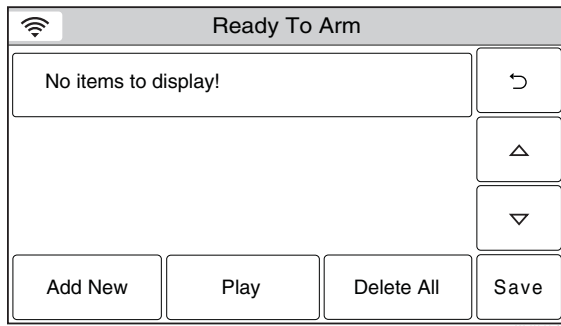 Ready To Arm
No items to display!
Add New
Play
Delete All
Save